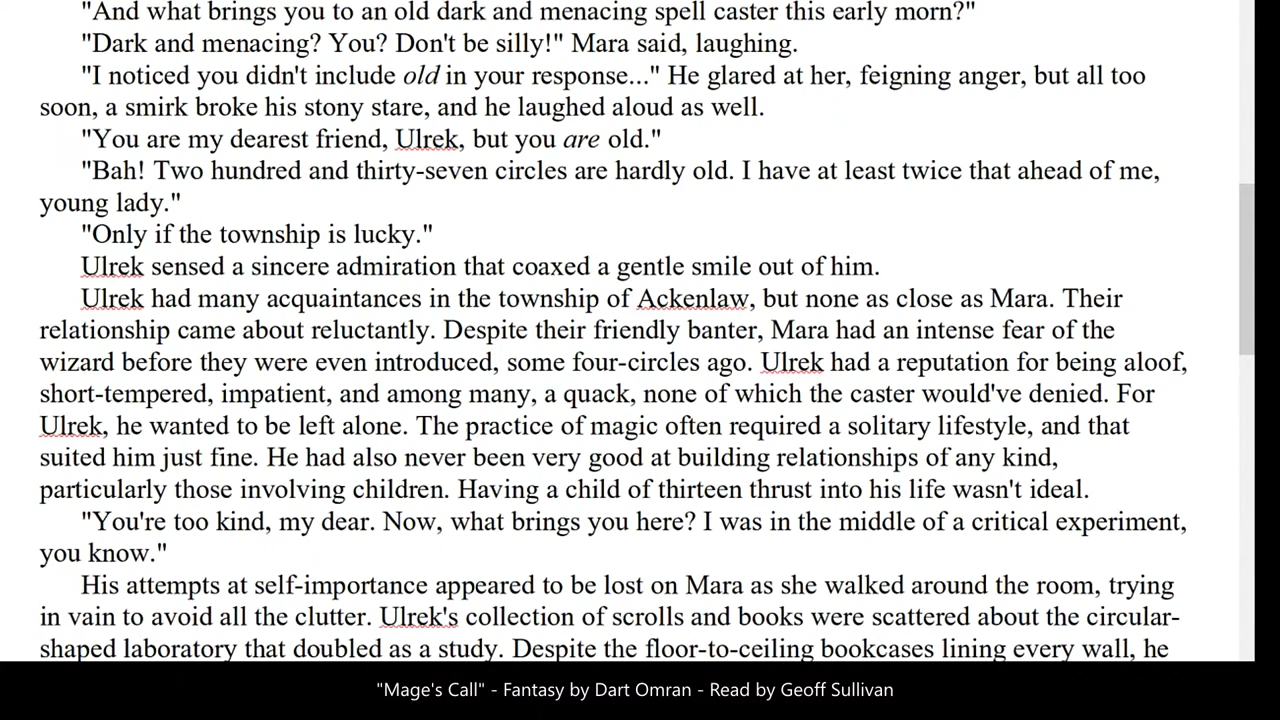 "And what brings you to an old dark and menacing spell caster this early morn?"
"Dark and menacing? You? Don't be silly!" Mara said, laughing.
"I noticed you didn't include old in your response..." He glared at her, feigning anger, but all too
soon, a smirk broke his stony stare, and he laughed aloud as well.
"You are my dearest friend, Ulrek, but you are old."
"Bah! Two hundred and thirty-seven circles are hardly old. I have at least twice that ahead of me,
young lady."
"Only if the township is lucky."
Ulrek sensed a sincere admiration that coaxed a gentle smile out of him.
Ulrek had many acquaintances in the township of Ackenlaw, but none as close as Mara. Their
relationship came about reluctantly. Despite their friendly banter, Mara had an intense fear of the
wizard before they were even introduced, some four-circles ago. Ulrek had a reputation for being aloof,
short-tempered, impatient, and among many, a quack, none of which the caster would've denied. For
Ulrek, he wanted to be left alone. The practice of magic often required a solitary lifestyle, and that
suited him just fine. He had also never been very good at building relationships of any kind,
particularly those involving children. Having a child of thirteen thrust into his life wasn't ideal.
"You're too kind, my dear. Now, what brings you here? I was in the middle of a critical experiment,
you know."
His attempts at self-importance appeared to be lost on Mara as she walked around the room, trying
in vain to avoid all the clutter. Ulrek's collection of scrolls and books were scattered about the circular-
shaped laboratory that doubled as a study. Despite the floor-to-ceiling bookcases lining every wall, he
"Mage's Call" - Fantasy by Dart Omran - Read by Geoff Sullivan